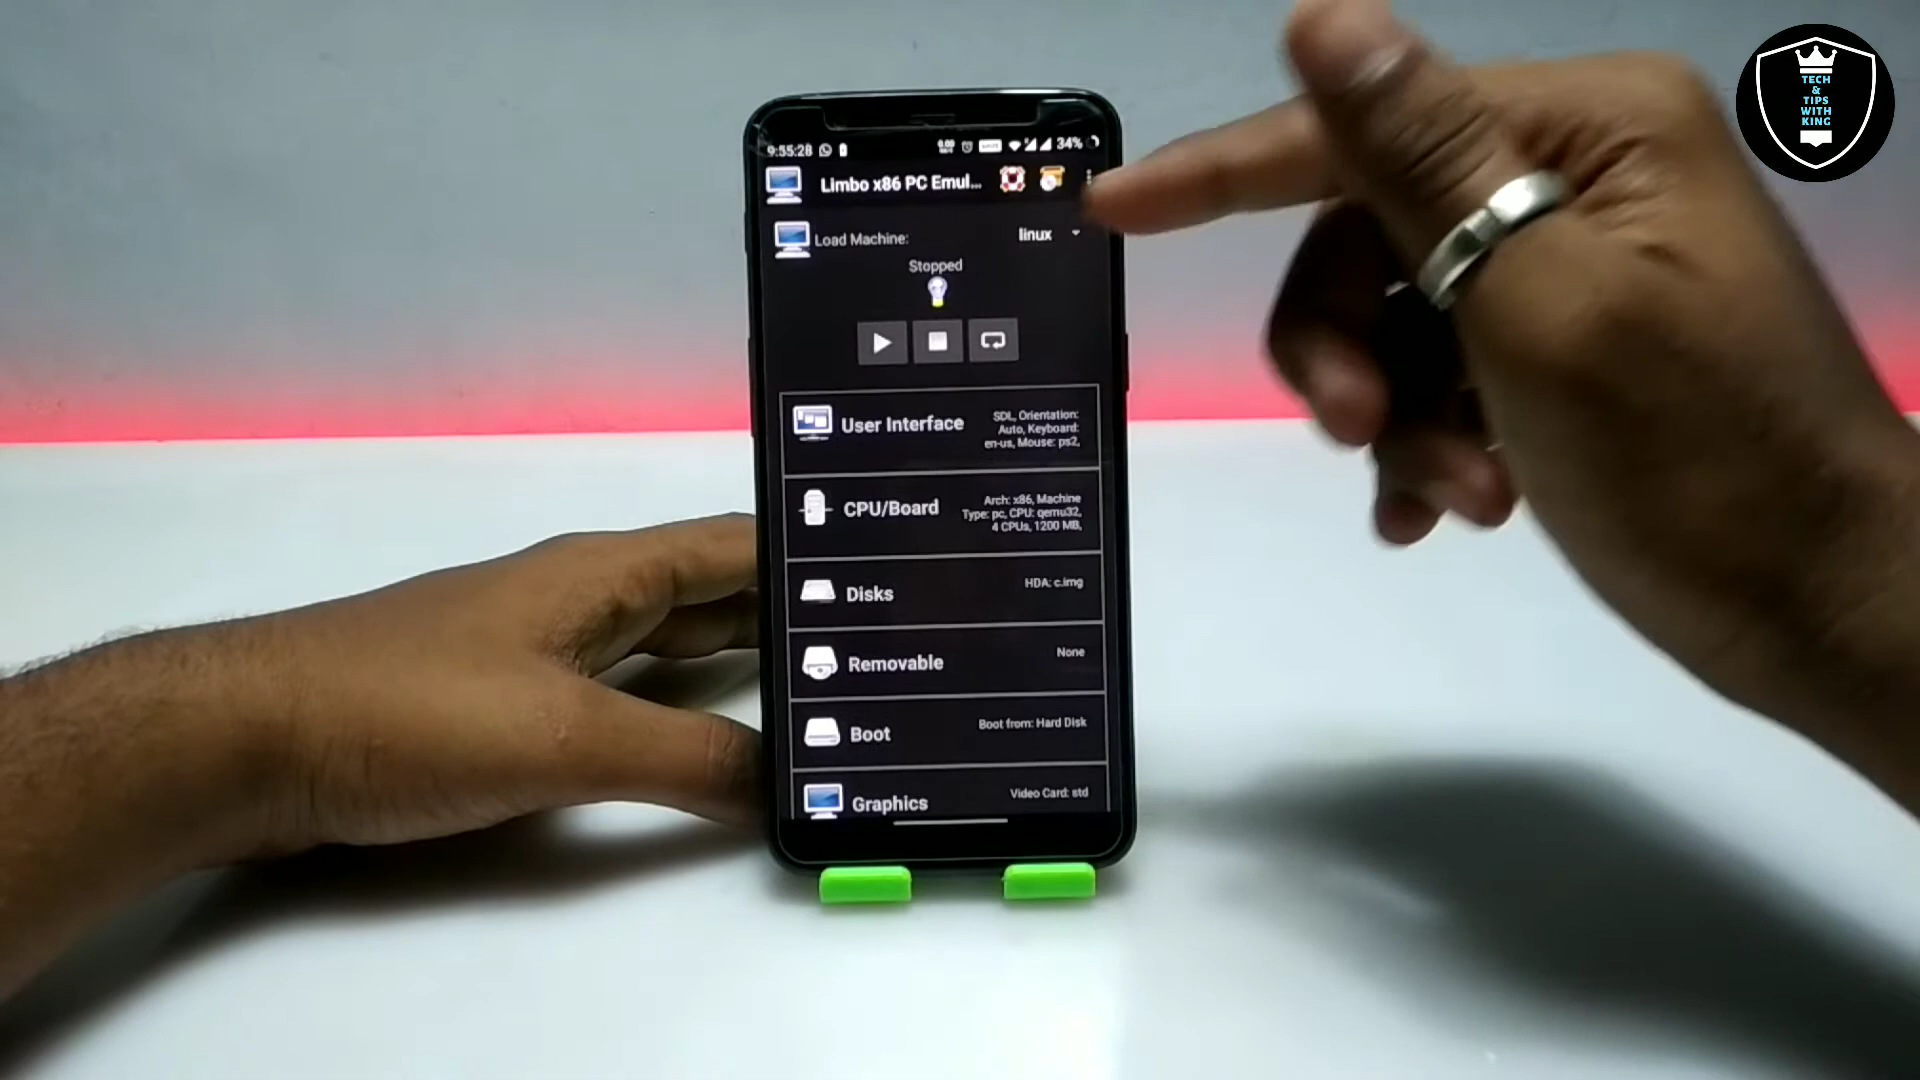 TECH
&
TIPS
WITH
KING
9:55:28
34%
Limbo x86 PC Emul...
Load Machine:
linux
Stopped
User Interface
SDL, Orientation:
Auto, Keyboard:
en-us, Mouse: ps2,
CPU/Board
Arch: x86, Machine
Type: pc, CPU: qemu32,
4 CPUs, 1200 MB,
Disks
HDA: c.img
Removable
None
Boot
Boot from: Hard Disk
Graphics
Video Card: std